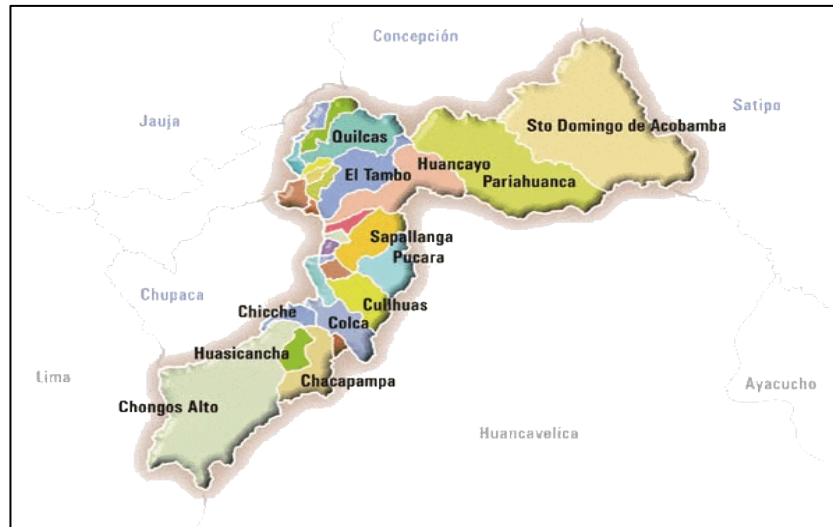 Concepción
Satipo
Jauja
Sto Domingo de Acobamba
Quilcas
Huancayo
El Tambo
Pariahuanca
Sapallanga
Pucara
Chupaca
Cullhuas
Chicche
Colca
Huasicancha
Lima
Chacapampa
Ayacucho
Chongos Alto
Huancavelica